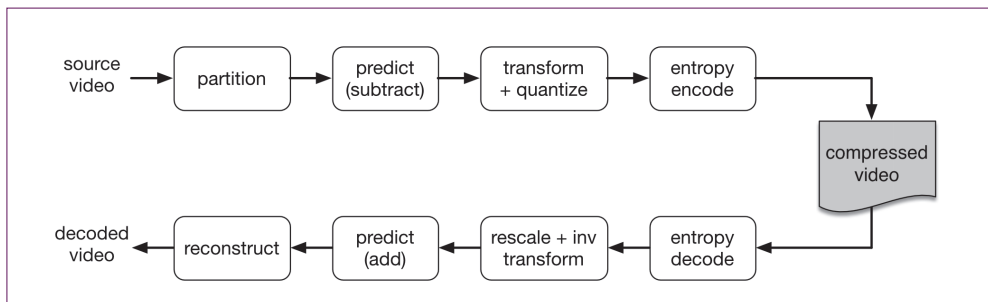 source
video
partition
predict
(subtract)
transform
+ quantize
entropy
encode
compressed
video
decoded
video
reconstruct
predict
(add)
rescale + inv
transform
entropy
decode